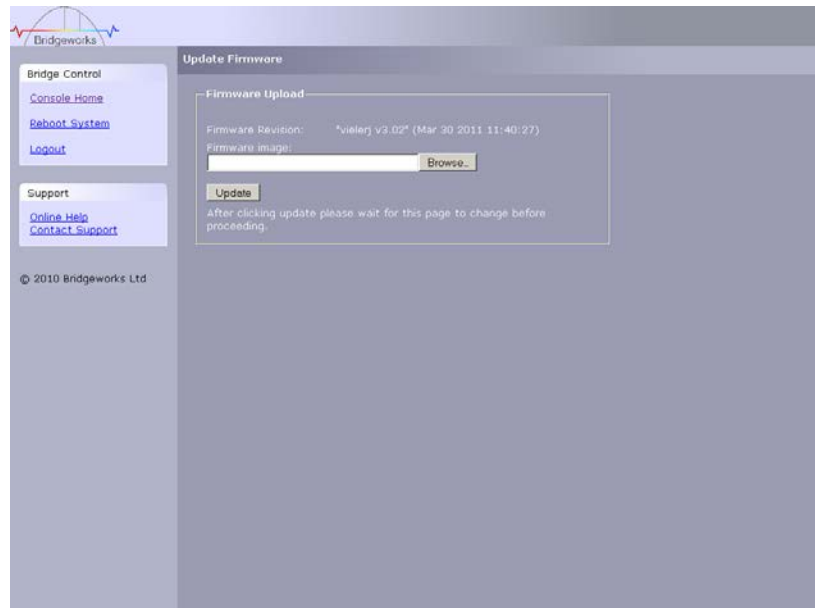 Bridgeworks
Bridge Control
Console Home
Reboot System
Logout
Support
Online Help
Contact Support
© 2010 Bridgeworks Ltd
Update Firmware
Firmware Upload
Firmware Revision: "vielerj v3.02" (Mar 30 2011 11:40:27)
Firmware image:
Browse...
Update
After clicking update please wait for this page to change before
proceeding.